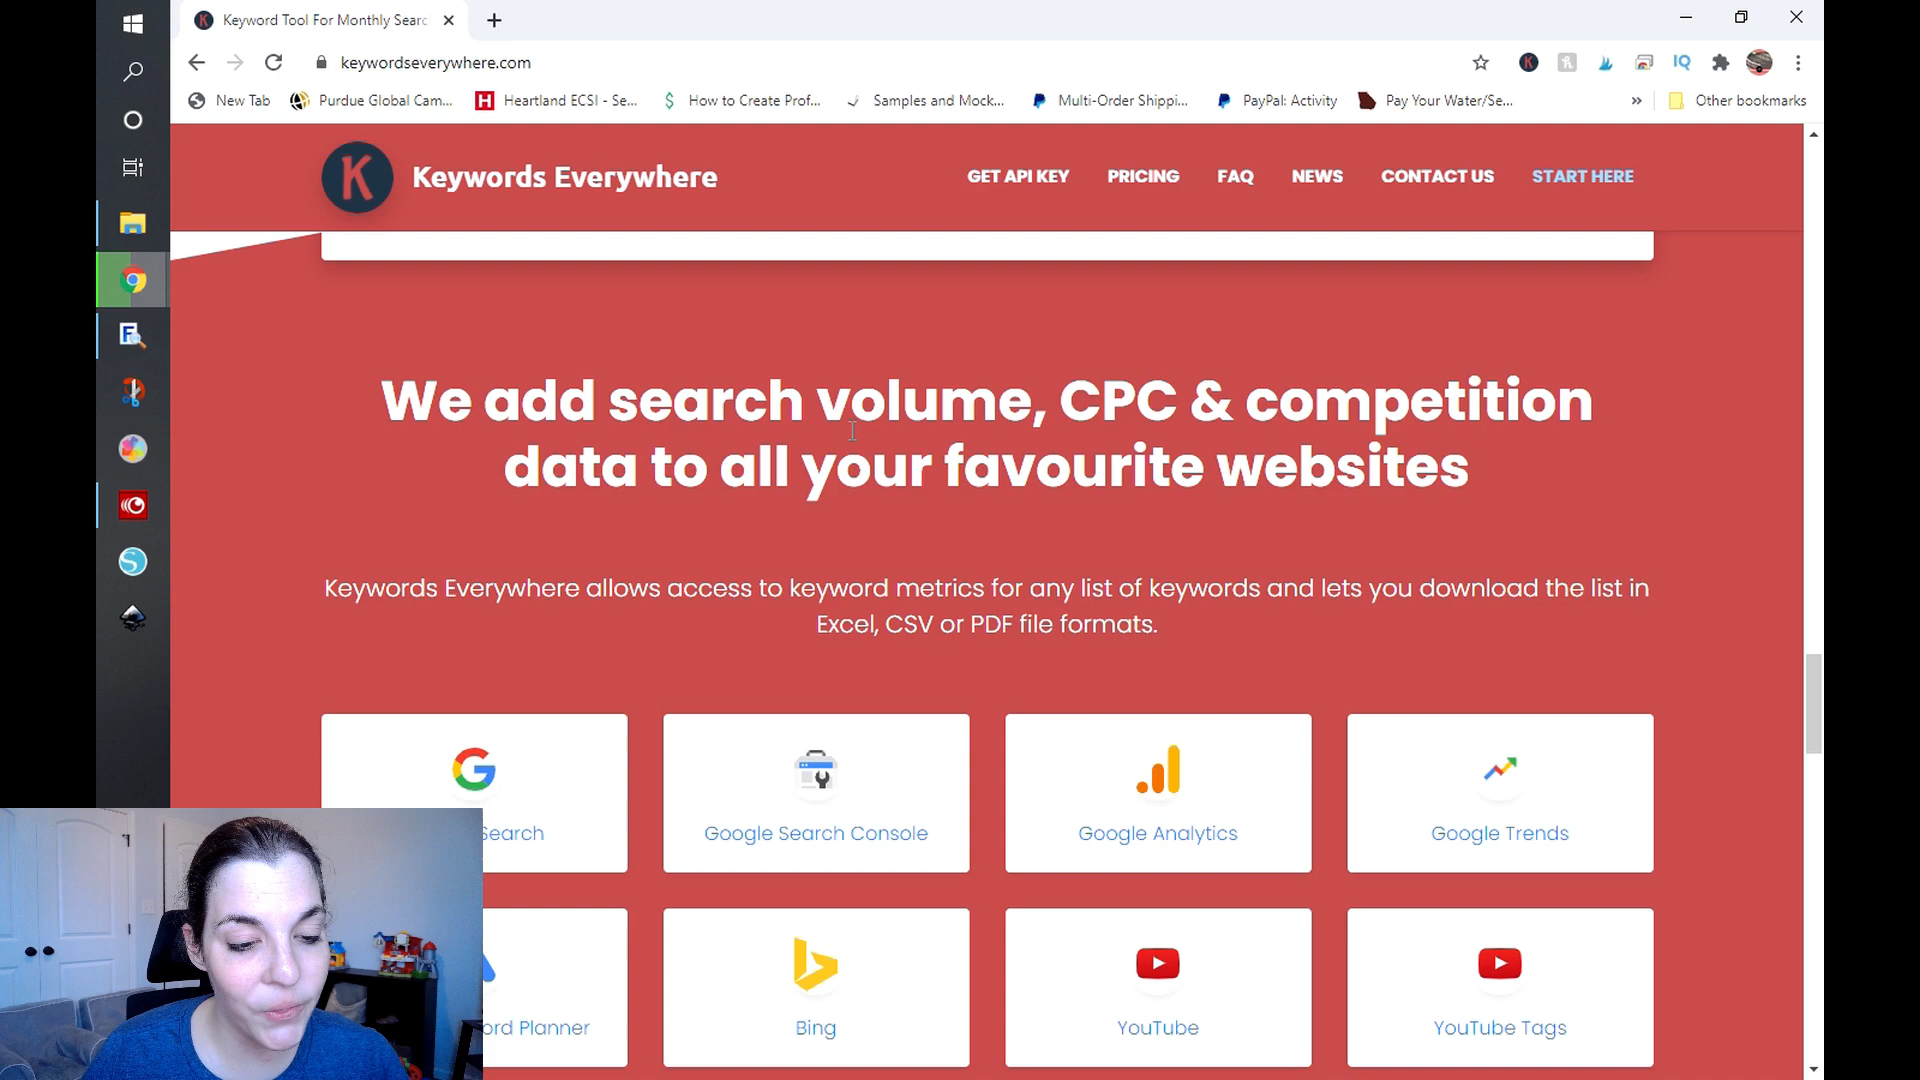 Keyword Tool For Monthly Searc
keywordseverywhere.com
IQ
New Tab
Purdue Global Cam...
H
Heartland ECSI - Se...
How to Create Prof...
Samples and Mock...
Multi-Order Shippi...
PayPal: Activity
Pay Your Water/Se...
»
Other bookmarks
K
Keywords Everywhere
GET API KEY
PRICING
FAQ
NEWS
CONTACT US
START HERE
We add search volume, CPC & competition
data to all your favourite websites
Keywords Everywhere allows access to keyword metrics for any list of keywords and lets you download the list in
Excel, CSV or PDF file formats.
Search
Google Search Console
Google Analytics
Google Trends
ord Planner
Bing
YouTube
YouTube Tags